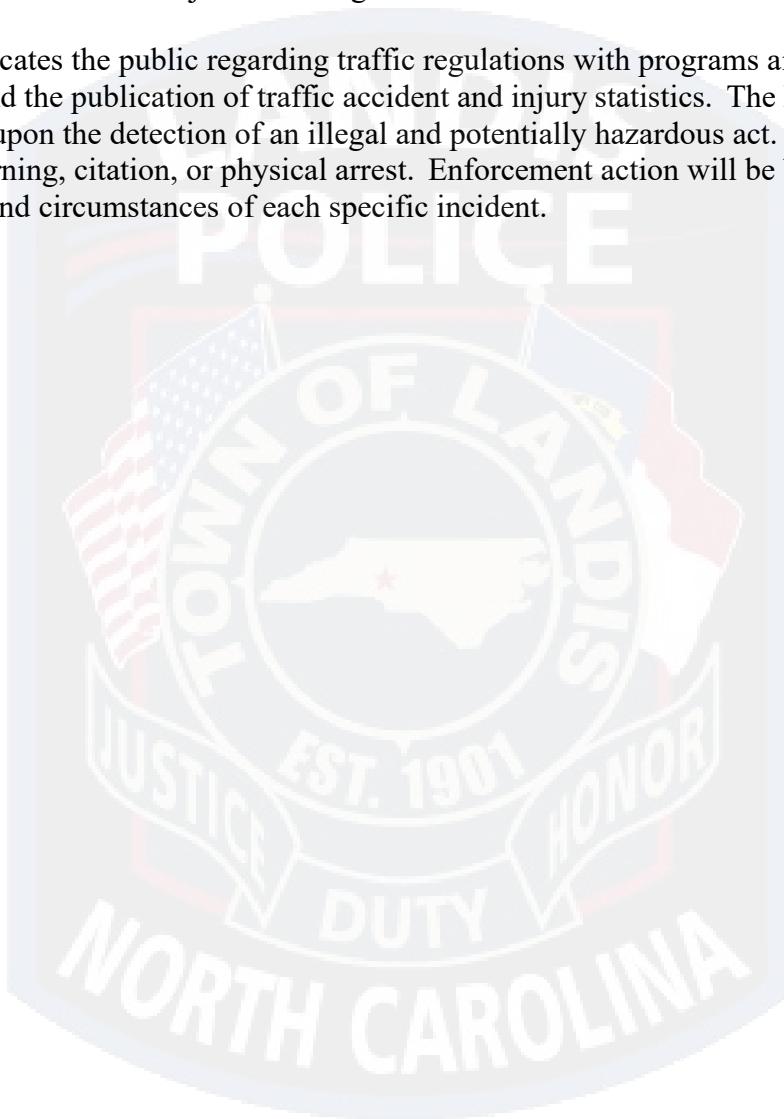 cates the public regarding traffic regulations with programs
d the publication of traffic accident and injury statistics. The
upon the detection of an illegal and potentially hazardous act.
rning, citation, or physical arrest. Enforcement action will be
nd circumstances of each specific incident.
LANDIS
POLICE
TOWN OF LANDIS
EST. 1901
JUSTICE
HONOR
DUTY
NORTH CAROLINA